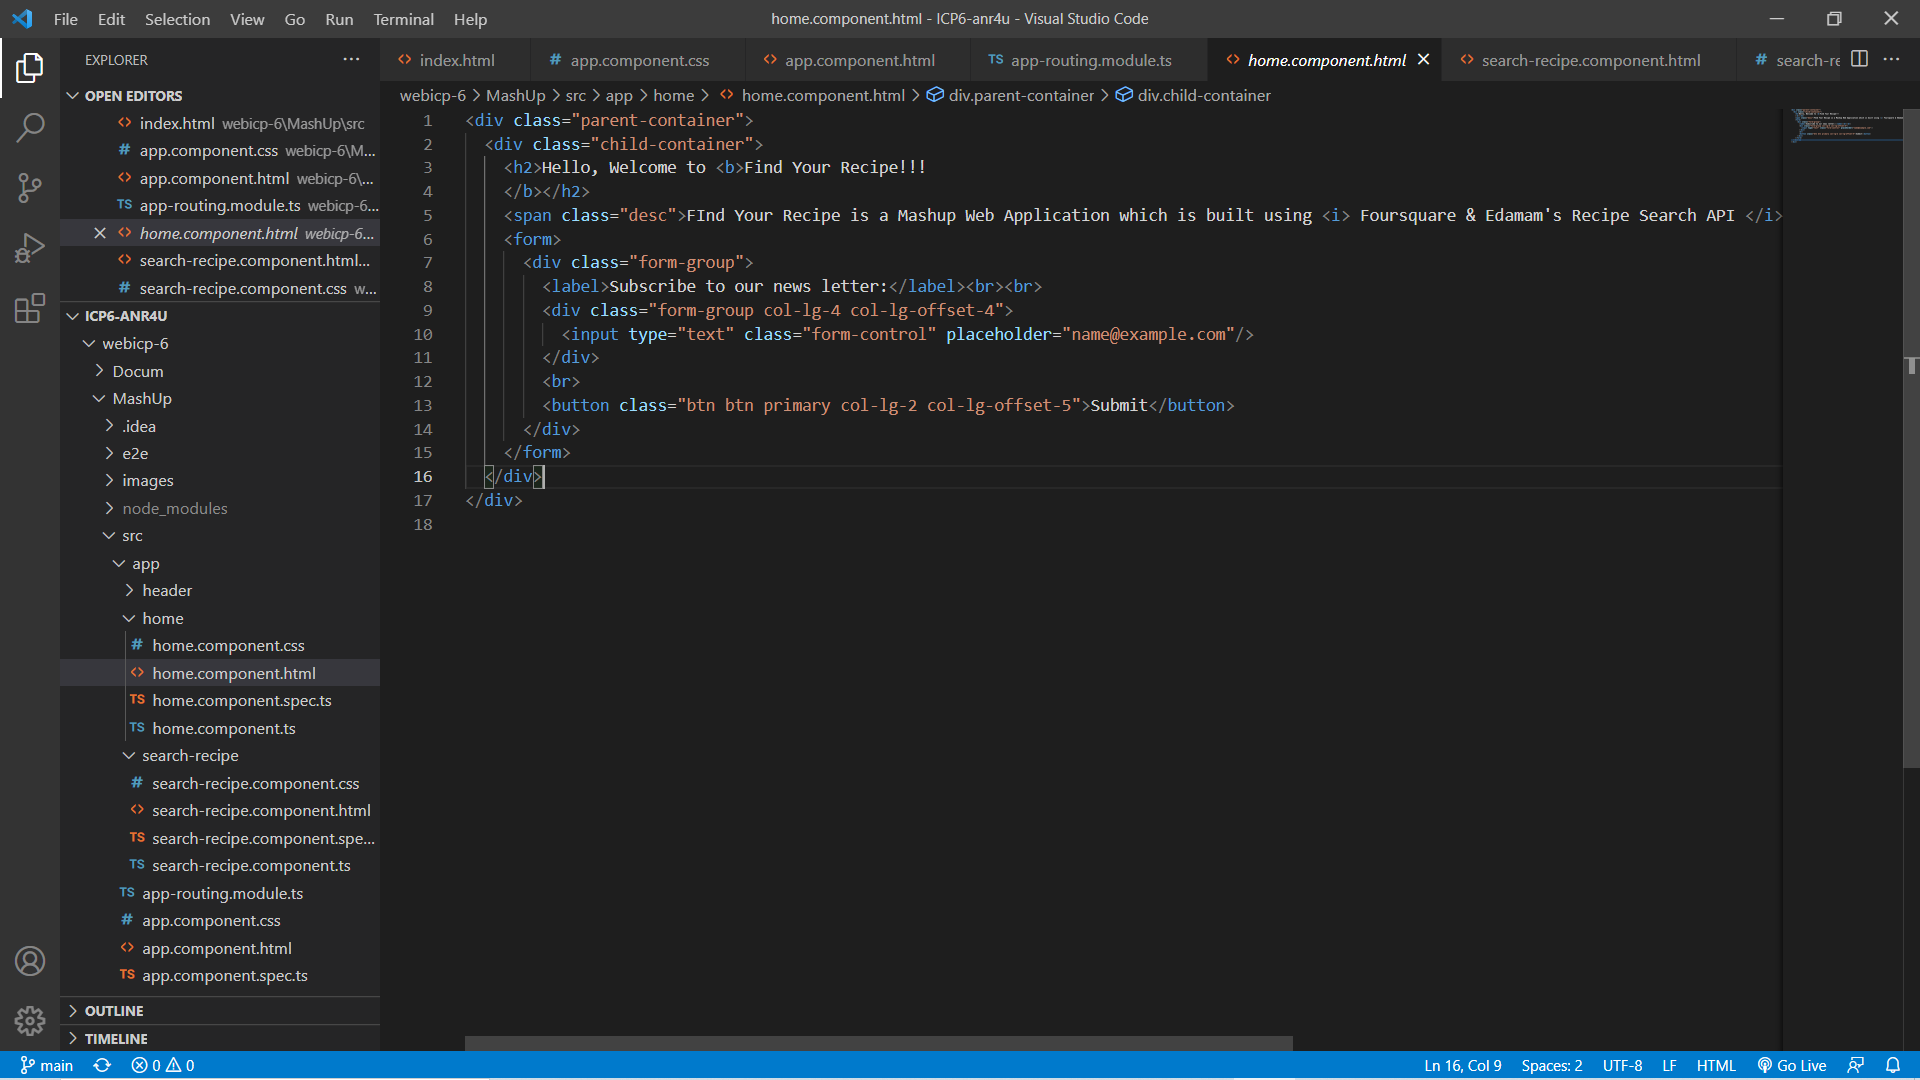 File Edit Selection View Go Run Terminal Help
home.component.html - ICP6-anr4u - Visual Studio Code
EXPLORER
OPEN EDITORS
<> index.html webicp-6\MashUp\src
# app.component.css webicp-6\M...
<> app.component.html webicp-6\...
TS app-routing.module.ts webicp-6...
<> home.component.html webicp-6...
<> search-recipe.component.html...
# search-recipe.component.css w...
ICP6-ANR4U
webicp-6
Docum
MashUp
.idea
e2e
images
node_modules
src
app
header
home
# home.component.css
<> home.component.html
TS home.component.spec.ts
TS home.component.ts
search-recipe
# search-recipe.component.css
<> search-recipe.component.html
TS search-recipe.component.spe...
TS search-recipe.component.ts
TS app-routing.module.ts
# app.component.css
<> app.component.html
TS app.component.spec.ts
OUTLINE
TIMELINE
<> index.html # app.component.css <> app.component.html TS app-routing.module.ts <> home.component.html <> search-recipe.component.html # search-re
webicp-6 > MashUp > src > app > home > <> home.component.html > div.parent-container > div.child-container
1 <div class="parent-container">
2 <div class="child-container">
3 <h2>Hello, Welcome to <b>Find Your Recipe!!!
4 </b></h2>
5 <span class="desc">FInd Your Recipe is a Mashup Web Application which is built using <i> Foursquare & Edamam's Recipe Search API </i>
6 <form>
7 <div class="form-group">
8 <label>Subscribe to our news letter:</label><br><br>
9 <div class="form-group col-lg-4 col-lg-offset-4">
10 <input type="text" class="form-control" placeholder="name@example.com"/>
11 </div>
12 <br>
13 <button class="btn btn primary col-lg-2 col-lg-offset-5">Submit</button>
14 </div>
15 </form>
16 </div>
17 </div>
18
main 0 0
Ln 16, Col 9 Spaces: 2 UTF-8 LF HTML Go Live